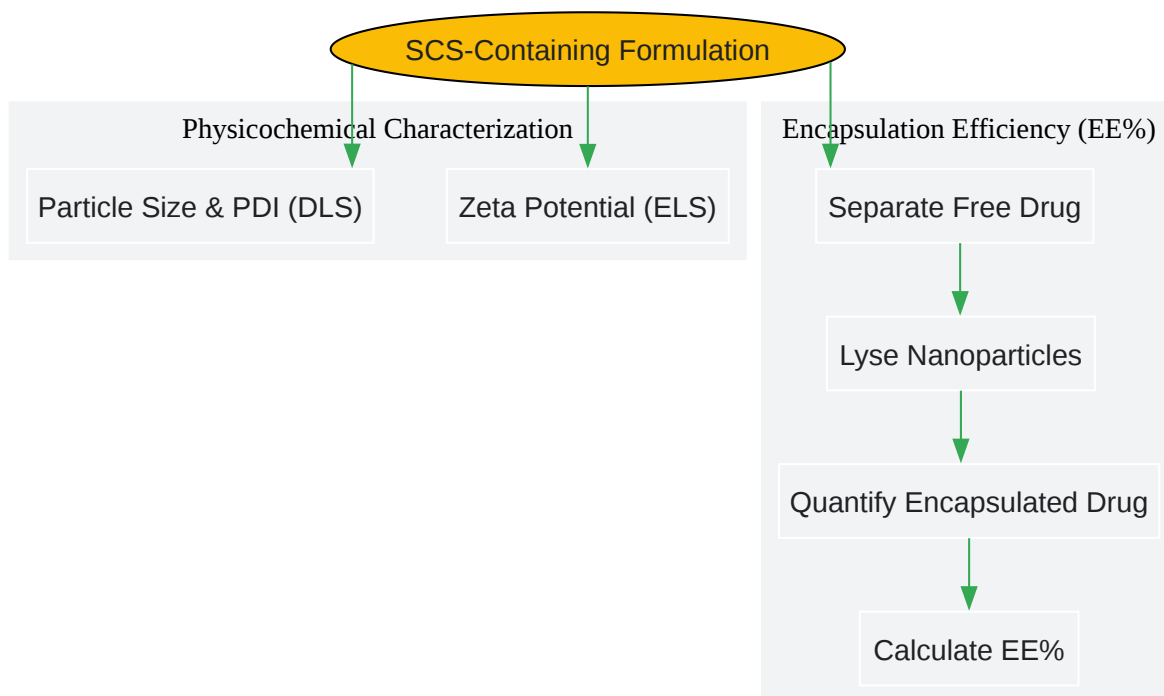 SCS-Containing Formulation
Physicochemical Characterization
Particle Size & PDI (DLS)
Zeta Potential (ELS)
Encapsulation Efficiency (EE%)
Separate Free Drug
Lyse Nanoparticles
Quantify Encapsulated Drug
Calculate EE%